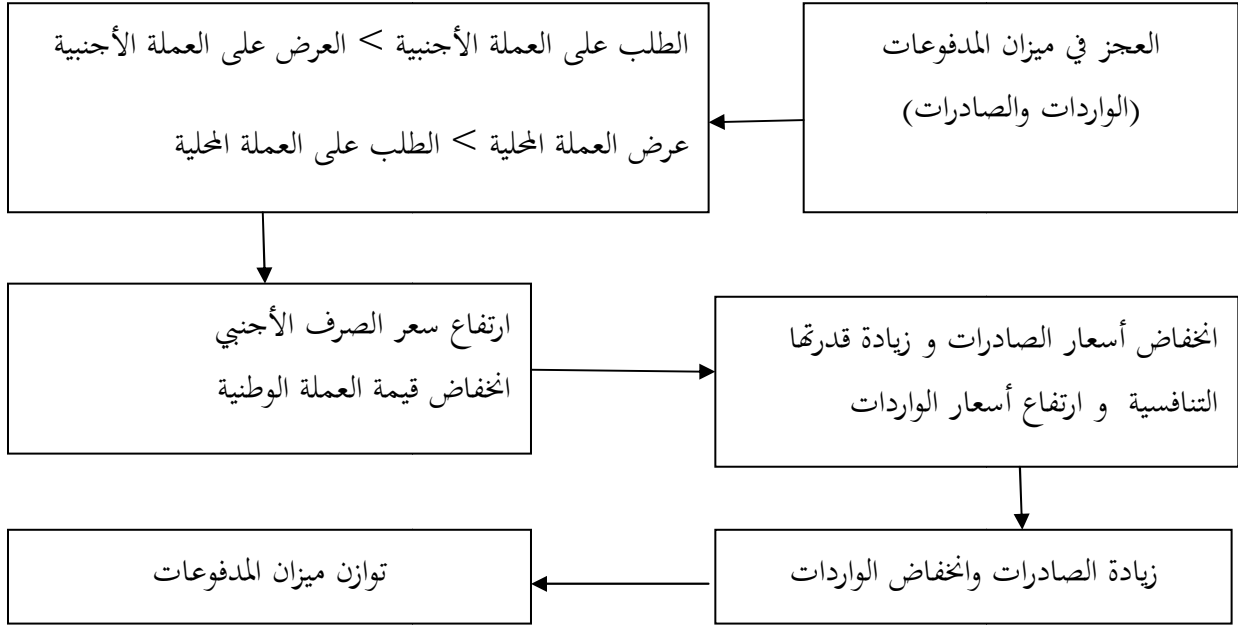 العجز في ميزان المدفوعات
(الواردات والصادرات)
الطلب على العملة الأجنبية > العرض على العملة الأجنبية
عرض العملة المحلية > الطلب على العملة المحلية
ارتفاع سعر الصرف الأجنبي
انخفاض قيمة العملة الوطنية
انخفاض أسعار الصادرات و زيادة قدرتها
التنافسية و ارتفاع أسعار الواردات
زيادة الصادرات وانخفاض الواردات
توازن ميزان المدفوعات